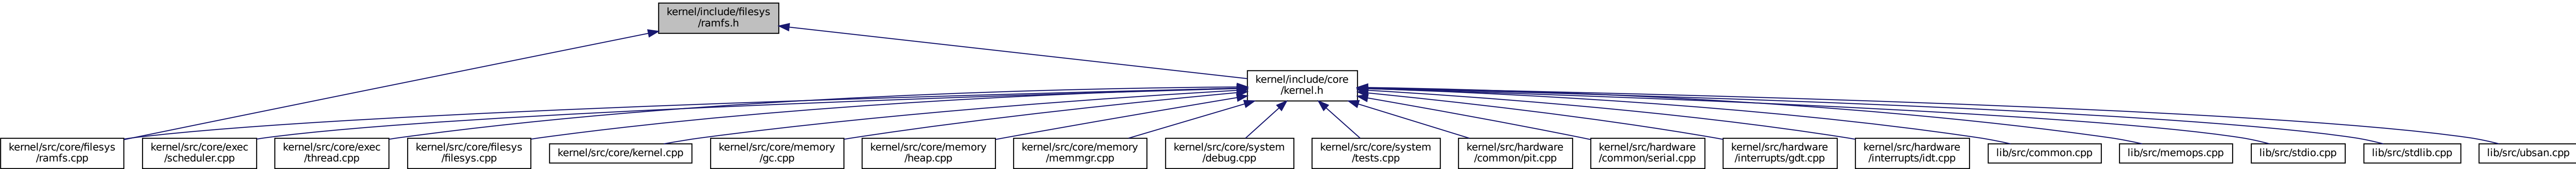 kernel/include/filesys
/ramfs.h
kernel/include/core
/kernel.h
kernel/src/core/filesys
/ramfs.cpp
kernel/src/core/exec
/scheduler.cpp
kernel/src/core/exec
/thread.cpp
kernel/src/core/filesys
/filesys.cpp
kernel/src/core/kernel.cpp
kernel/src/core/memory
/gc.cpp
kernel/src/core/memory
/heap.cpp
kernel/src/core/memory
/memmgr.cpp
kernel/src/core/system
/debug.cpp
kernel/src/core/system
/tests.cpp
kernel/src/hardware
/common/pit.cpp
kernel/src/hardware
/common/serial.cpp
kernel/src/hardware
/interrupts/gdt.cpp
kernel/src/hardware
/interrupts/idt.cpp
lib/src/common.cpp
lib/src/memops.cpp
lib/src/stdio.cpp
lib/src/stdlib.cpp
lib/src/ubsan.cpp